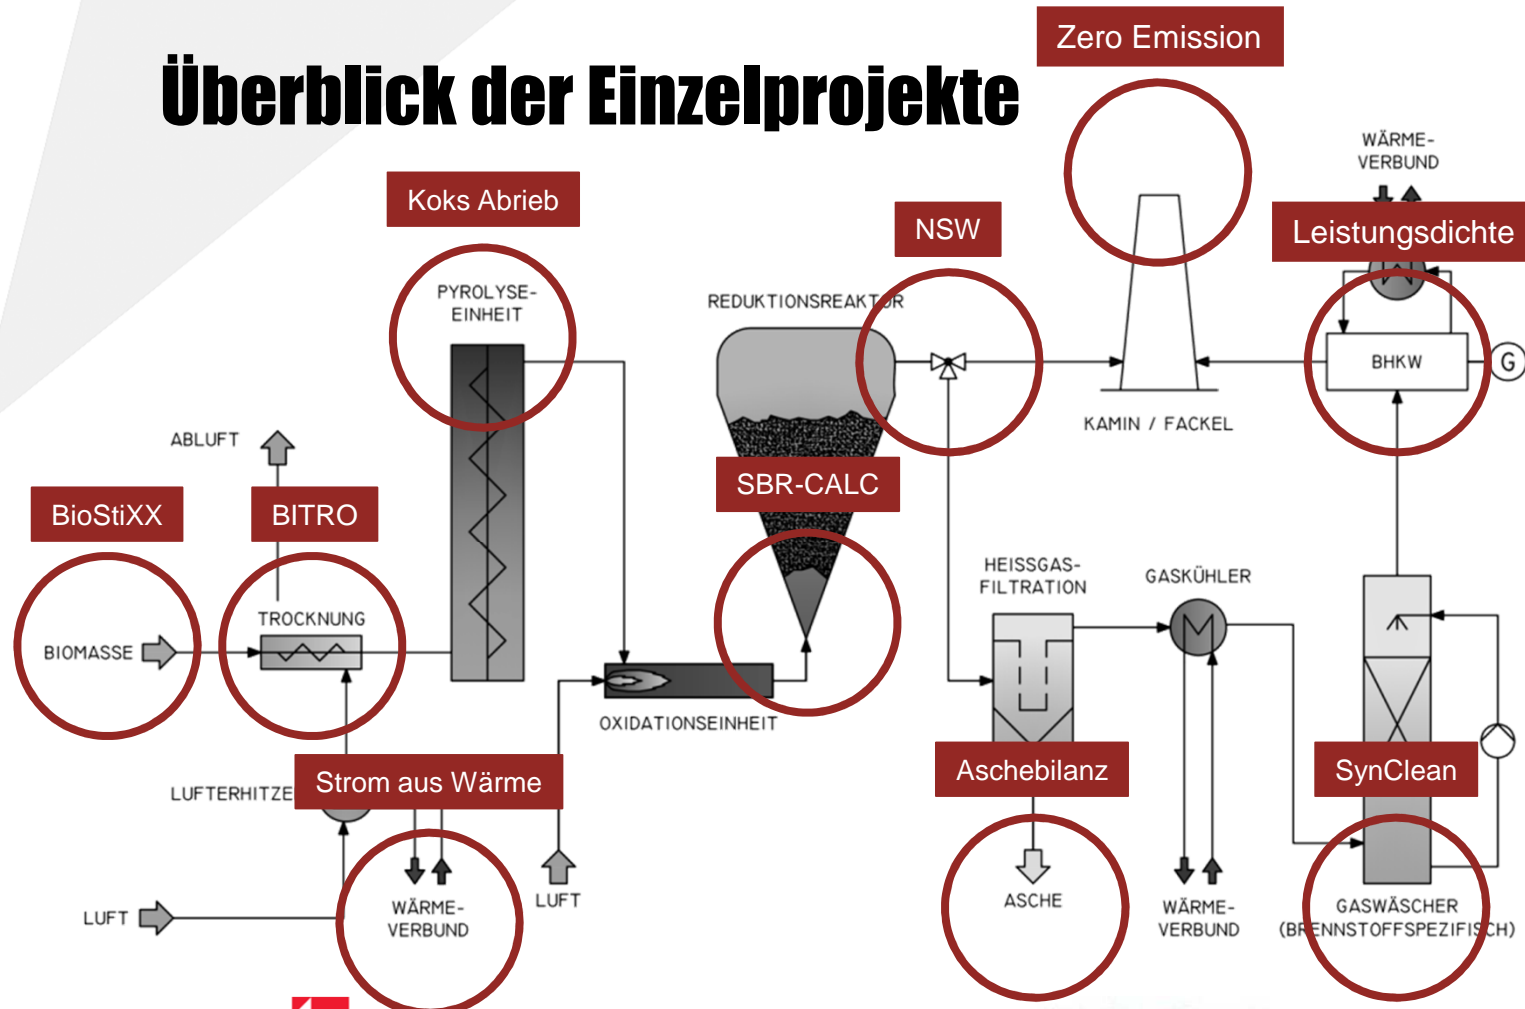 Zero Emission
Überblick der Einzelprojekte
WÄRME-
VERBUND
Koks Abrieb
NSW
Leistungsdichte
PYROLYSE-
EINHEIT
REDUKTIONSREAKTOR
BHKW
G
KAMIN / FACKEL
ABLUFT
SBR-CALC
BioStiXX
BITRO
HEISSGAS-
FILTRATION
GASKÜHLER
TROCKNUNG
BIOMASSE
M
OXIDATIONSEINHEIT
Aschebilanz
SynClean
Strom aus Wärme
LUFTERHITZE
LUFT
WÄRME-
VERBUND
LUFT
ASCHE
WÄRME-
VERBUND
GASWÄSCHER
(BRENNSTOFFSPEZIFISCH)